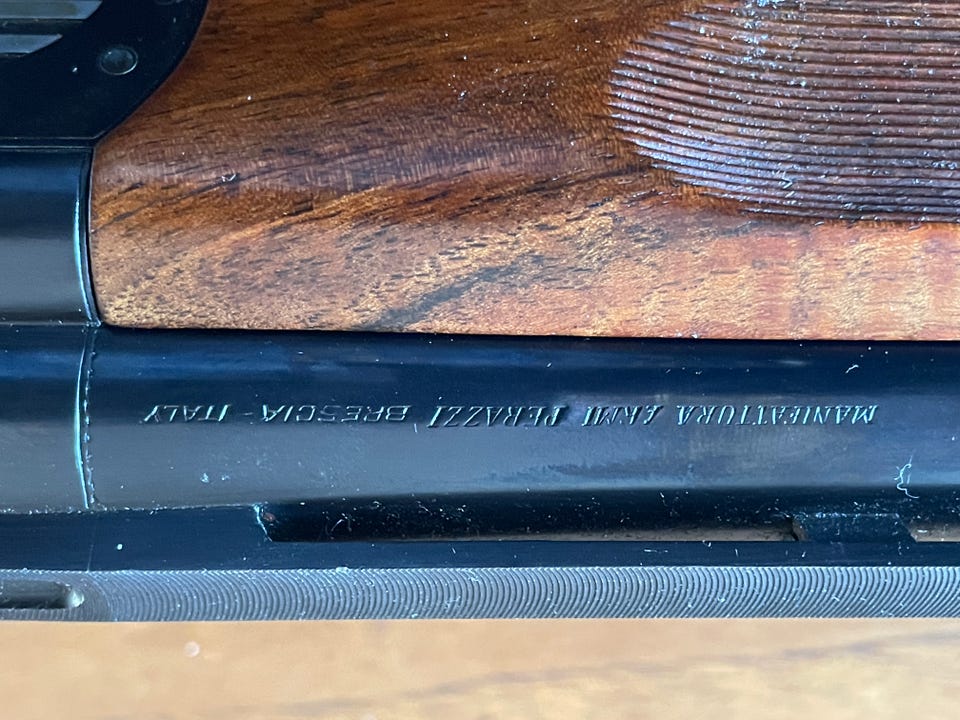 MANIFATTURA ARMI PERAZZI BRESCIA - ITALY